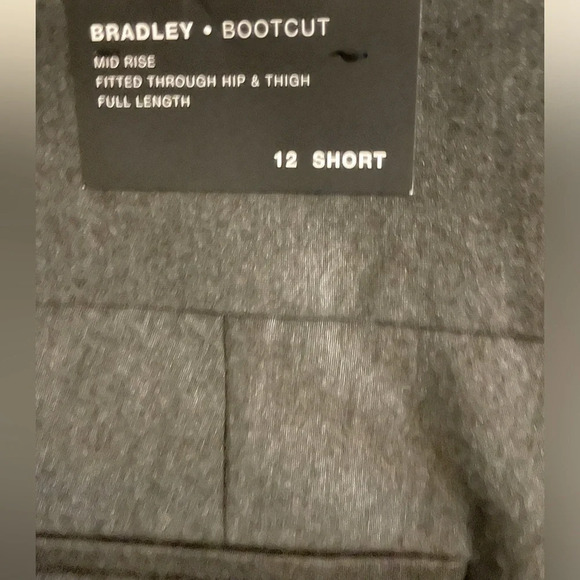 BRADLEY • BOOTCUT
MID RISE
FITTED THROUGH HIP & THIGH
FULL LENGTH
12 SHORT